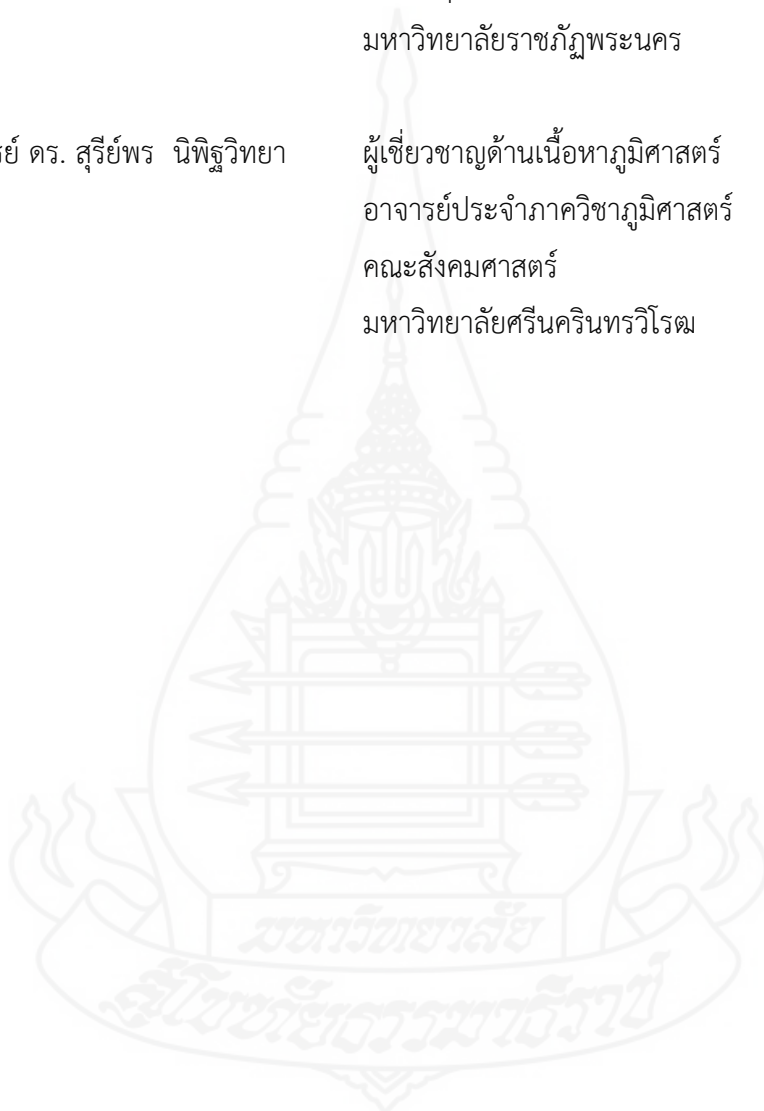 มหาวิทยาลัยราชภัฏพระนคร
ดร. สุรีย์พร นิพิฐวิทยา ผู้เชี่ยวชาญด้านเนื้อหาภูมิศาสตร์
อาจารย์ประจำภาควิชาภูมิศาสตร์
คณะสังคมศาสตร์
มหาวิทยาลัยศรีนครินทรวิโรฒ
มหาวิทยาลัย
สุโขทัยธรรมาธิราช